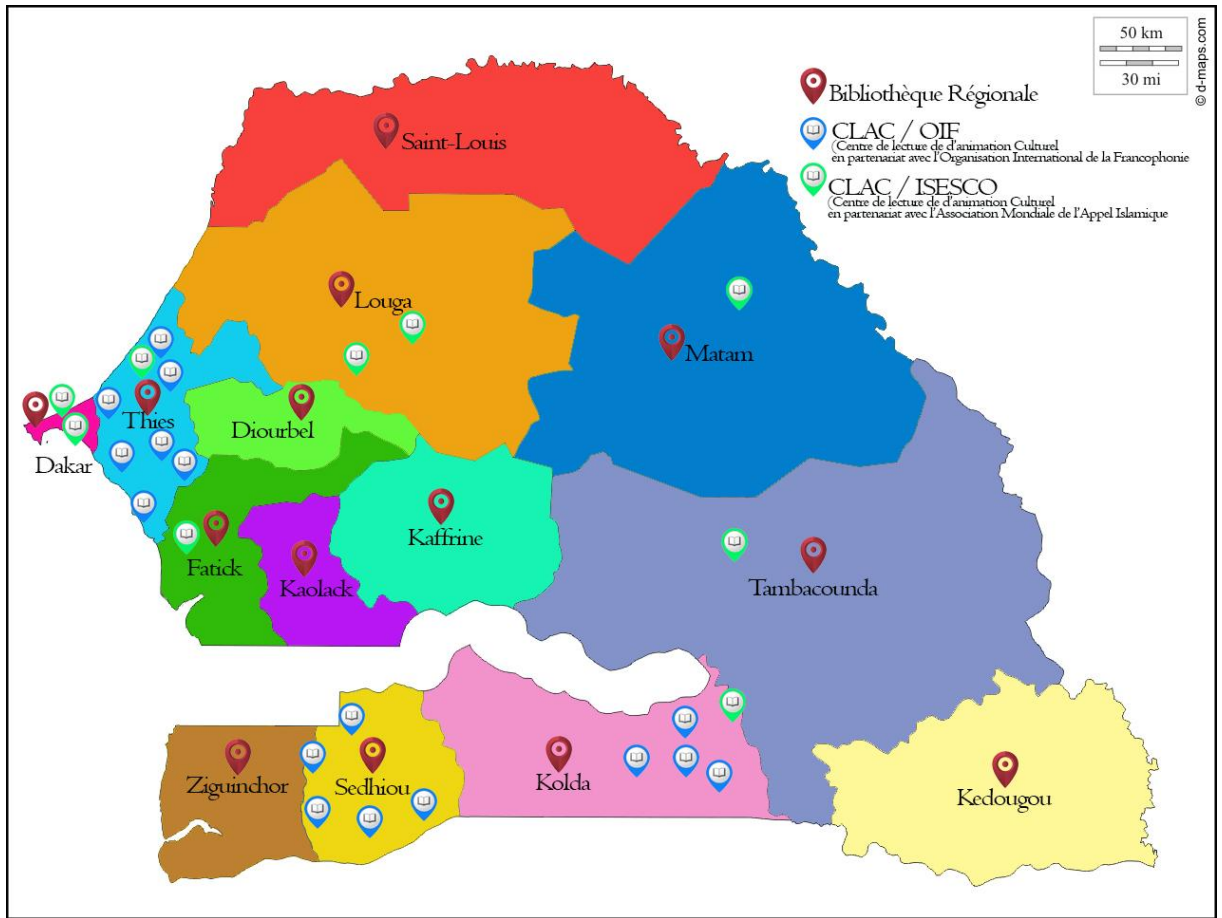 50 km
30 mi
© d-maps.com
Bibliothèque Régionale
CLAC / OIF
(Centre de lecture de d'animation Culturel
en partenariat avec l'Organisation International de la Francophonie
CLAC / ISESCO
(Centre de lecture de d'animation Culturel
en partenariat avec l'Association Mondiale de l'Appel Islamique
Saint-Louis
Louga
Matam
Thies
Diourbel
Dakar
Kaffrine
Fatick
Kaolack
Tambacounda
Ziguinchor
Sedhiou
Kolda
Kedougou